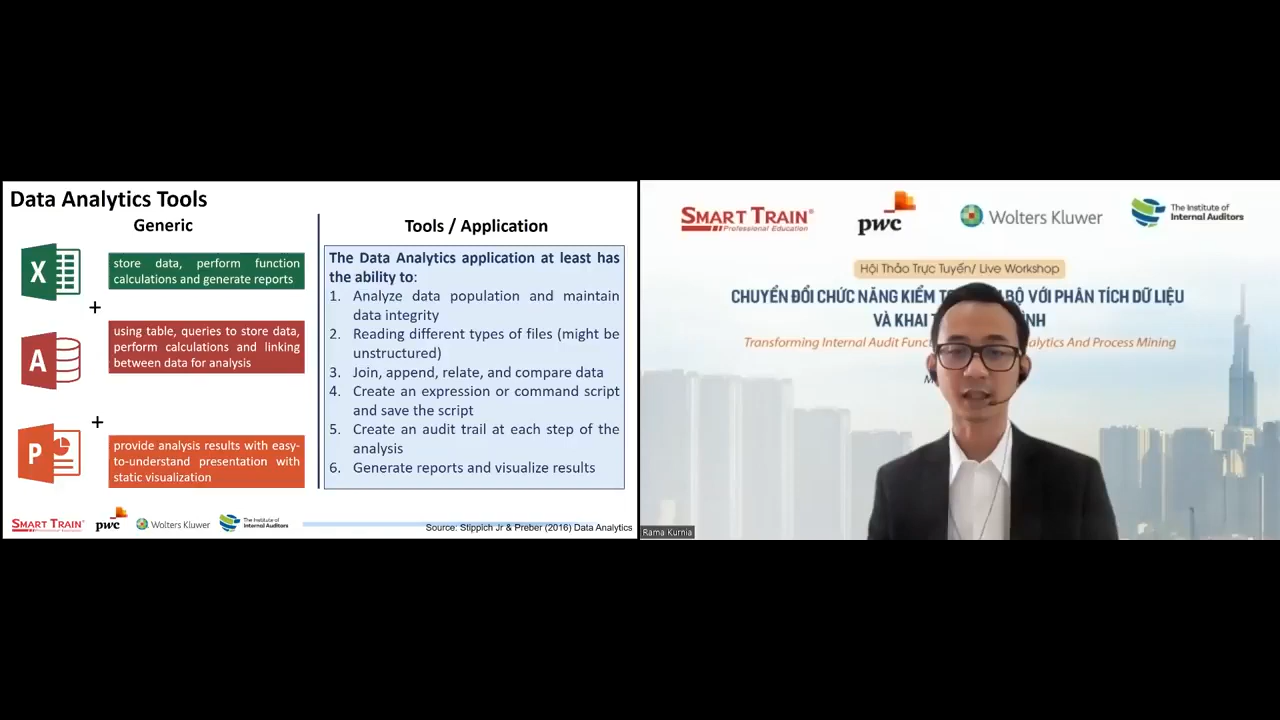 Data Analytics Tools
Generic
X
store data, perform function
calculations and generate reports
+
A
using table, queries to store data,
perform calculations and linking
between data for analysis
+
P
provide analysis results with easy-
to-understand presentation with
static visualization
Tools / Application
The Data Analytics application at least has
the ability to:
1. Analyze data population and maintain
data integrity
2. Reading different types of files (might be
unstructured)
3. Join, append, relate, and compare data
4. Create an expression or command script
and save the script
5. Create an audit trail at each step of the
analysis
6. Generate reports and visualize results
SMART TRAIN
pwc
Wolters Kluwer
The Institute of
Internal Auditors
Source: Stippich Jr & Preber (2016) Data Analytics
SMART TRAIN
Professional Education
pwc
Wolters Kluwer
The Institute of
Internal Auditors
Hội Thảo Trực Tuyến/ Live Workshop
CHUYỂN ĐỔI CHỨC NĂNG KIỂM BỘ VỚI PHÂN TÍCH DỮ LIỆU
VÀ KHAI
Transforming Internal Audit And Process Mining
Rama Kurnia